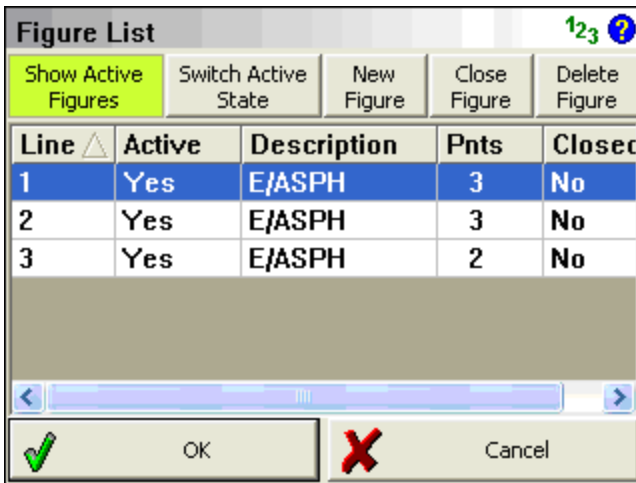 Figure List 123 ?
Show Active Figures Switch Active State New Figure Close Figure Delete Figure
Line Active Description Pnts Closed
1 Yes E/ASPH 3 No
2 Yes E/ASPH 3 No
3 Yes E/ASPH 2 No
OK Cancel